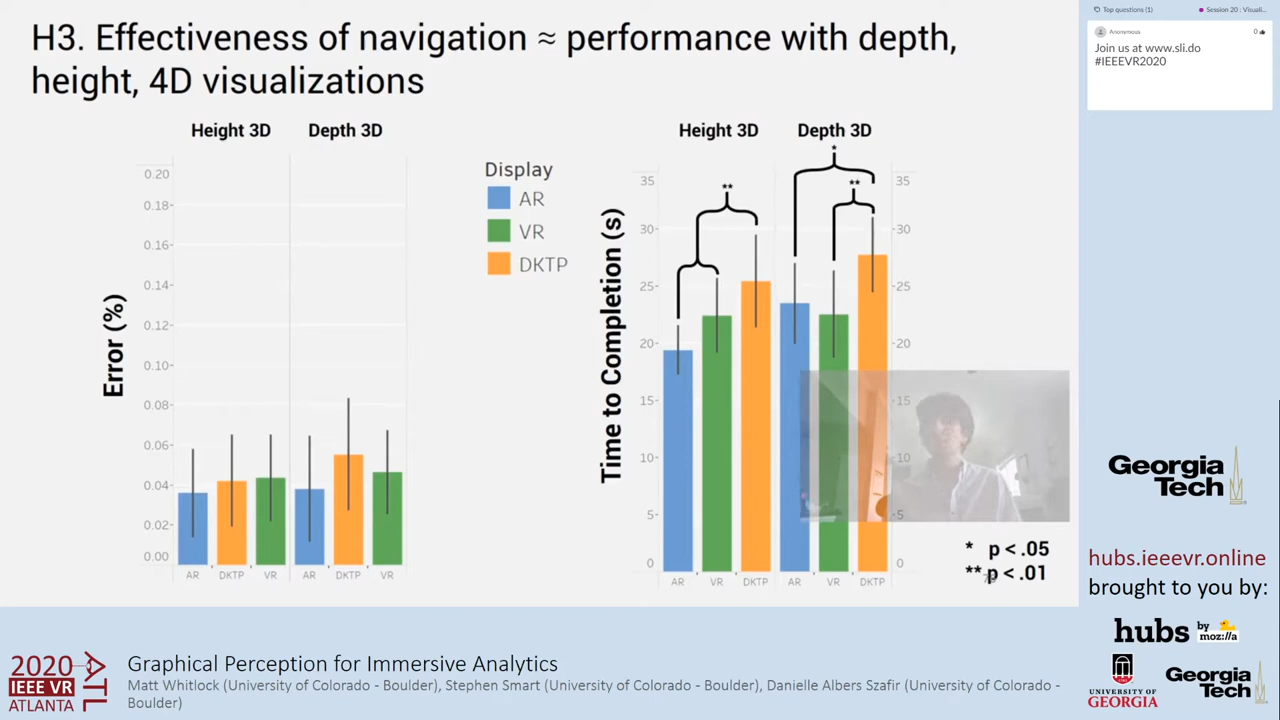 H3. Effectiveness of navigation ≈ performance with depth,
height, 4D visualizations
Height 3D Depth 3D
Error (%)
0.20
0.18
0.16
0.14
0.12
0.10
0.08
0.06
0.04
0.02
0.00
AR DKTP VR AR DKTP VR
Display
AR
VR
DKTP
Height 3D Depth 3D
*
** **
Time to Completion (s)
35 35
30 30
25 25
20 20
15 15
10 10
5 5
0 0
AR VR DKTP AR VR DKTP
* p < .05
** p < .01
Top questions (1) Session 20 : Visuali...
Anonymous 0
Join us at www.sli.do
#IEEEVR2020
Georgia
Tech
hubs.ieeevr.online
brought to you by:
hubs by moz://a
UNIVERSITY OF
GEORGIA
Georgia
Tech
2020
IEEE VR
ATLANTA
ATL
Graphical Perception for Immersive Analytics
Matt Whitlock (University of Colorado - Boulder), Stephen Smart (University of Colorado - Boulder), Danielle Albers Szafir (University of Colorado -
Boulder)